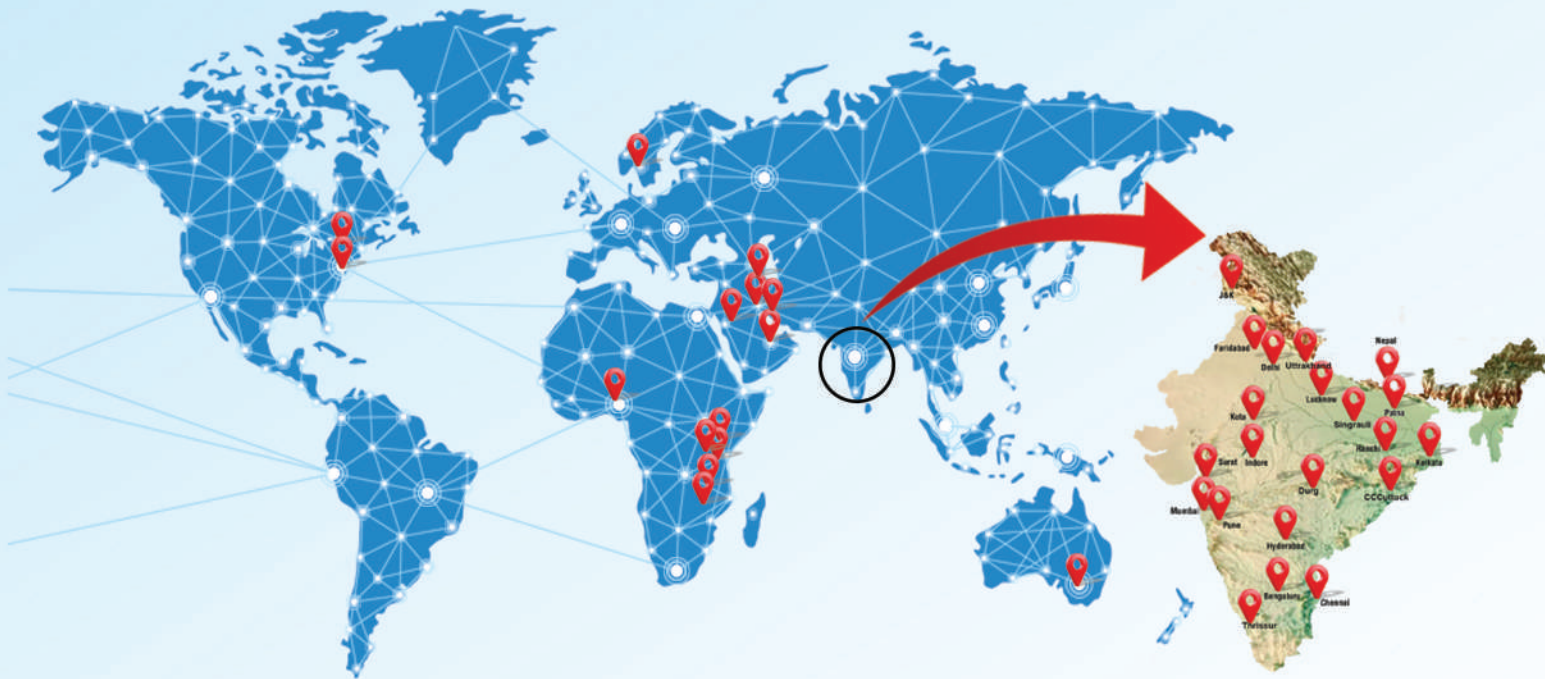 J&K
Faridabad
Delhi
Uttrakhand
Nepal
Lucknow
Patna
Kota
Singrauli
Ranchi
Kolkata
Surat
Indore
Durg
CCCuttack
Mumbai
Pune
Hyderabad
Bengaluru
Chennai
Thrissur